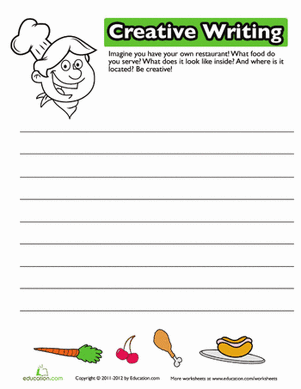 Creative Writing
Imagine you have your own restaurant! What food do
you serve? What does it look like inside? And where is it
located? Be creative!
education.com
Copyright © 2011-2012 by Education.com
More worksheets at www.education.com/worksheets